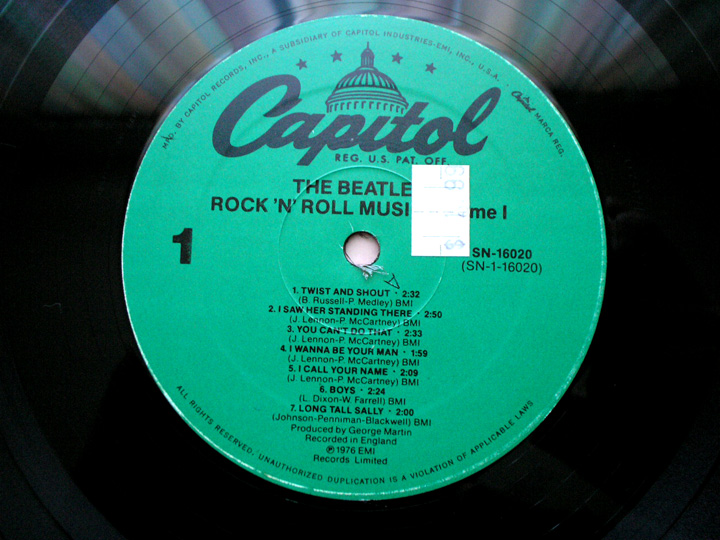 MFD. BY CAPITOL RECORDS, INC., A SUBSIDIARY OF CAPITOL INDUSTRIES-EMI, INC., U.S.A.
Capitol MARCA REG.
Capitol
REG. U.S. PAT. OFF.
THE BEATLE
ROCK 'N' ROLL MUSI me I
1
SN-16020
(SN-1-16020)
1. TWIST AND SHOUT · 2:32
(B. Russell-P. Medley) BMI
2. I SAW HER STANDING THERE · 2:50
(J. Lennon-P. McCartney) BMI
3. YOU CAN'T DO THAT · 2:33
(J. Lennon-P. McCartney) BMI
4. I WANNA BE YOUR MAN · 1:59
(J. Lennon-P. McCartney) BMI
5. I CALL YOUR NAME · 2:09
(J. Lennon-P. McCartney) BMI
6. BOYS · 2:24
(L. Dixon-W. Farrell) BMI
7. LONG TALL SALLY · 2:00
(Johnson-Penniman-Blackwell) BMI
Produced by George Martin
Recorded in England
℗ 1976 EMI
Records Limited
ALL RIGHTS RESERVED. UNAUTHORIZED DUPLICATION IS A VIOLATION OF APPLICABLE LAWS